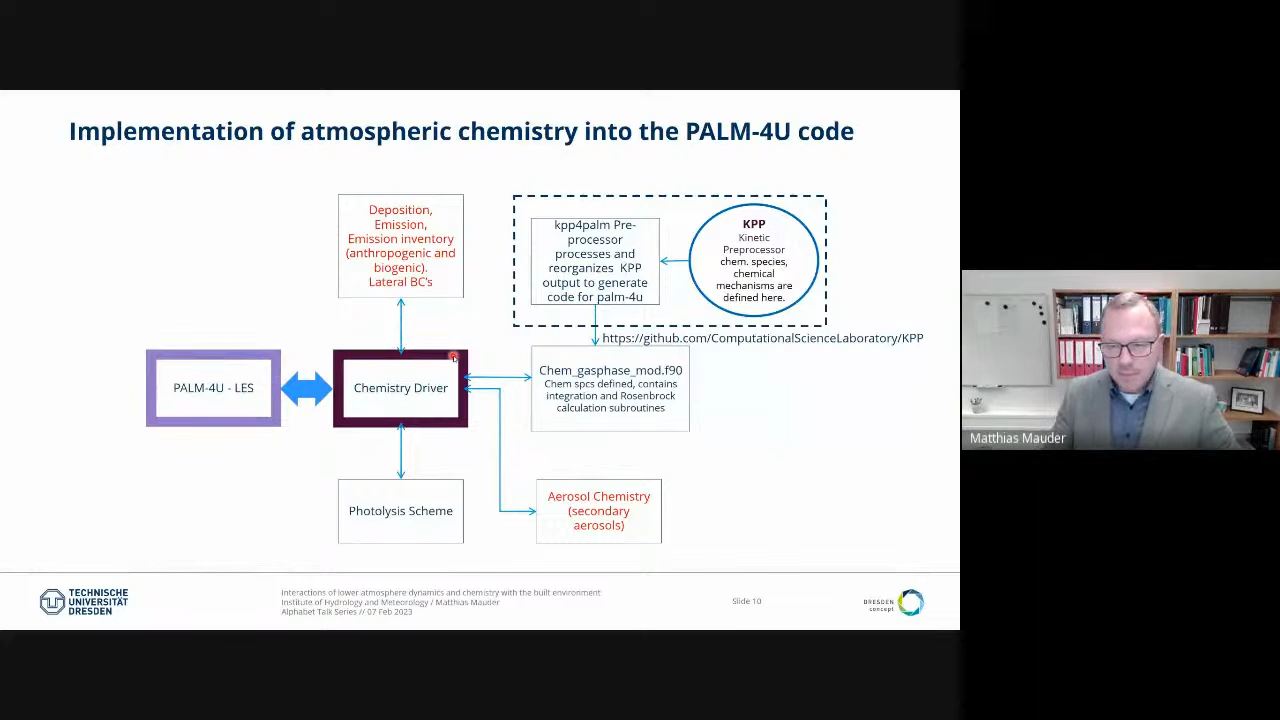 Implementation of atmospheric chemistry into the PALM-4U code
Deposition,
Emission,
Emission inventory
(anthropogenic and
biogenic).
Lateral BC's
kpp4palm Pre-
processor
processes and
reorganizes KPP
output to generate
code for palm-4u
KPP
Kinetic
Preprocessor
chem. species,
chemical
mechanisms are
defined here.
https://github.com/ComputationalScienceLaboratory/KPP
PALM-4U - LES
Chemistry Driver
Chem_gasphase_mod.f90
Chem spcs defined, contains
integration and Rosenbrock
calculation subroutines
Photolysis Scheme
Aerosol Chemistry
(secondary
aerosols)
TECHNISCHE
UNIVERSITÄT
DRESDEN
Interactions of lower atmosphere dynamics and chemistry with the built environment
Institute of Hydrology and Meteorology / Matthias Mauder
Alphabet Talk Series // 07 Feb 2023
Slide 10
DRESDEN
concept
Matthias Mauder